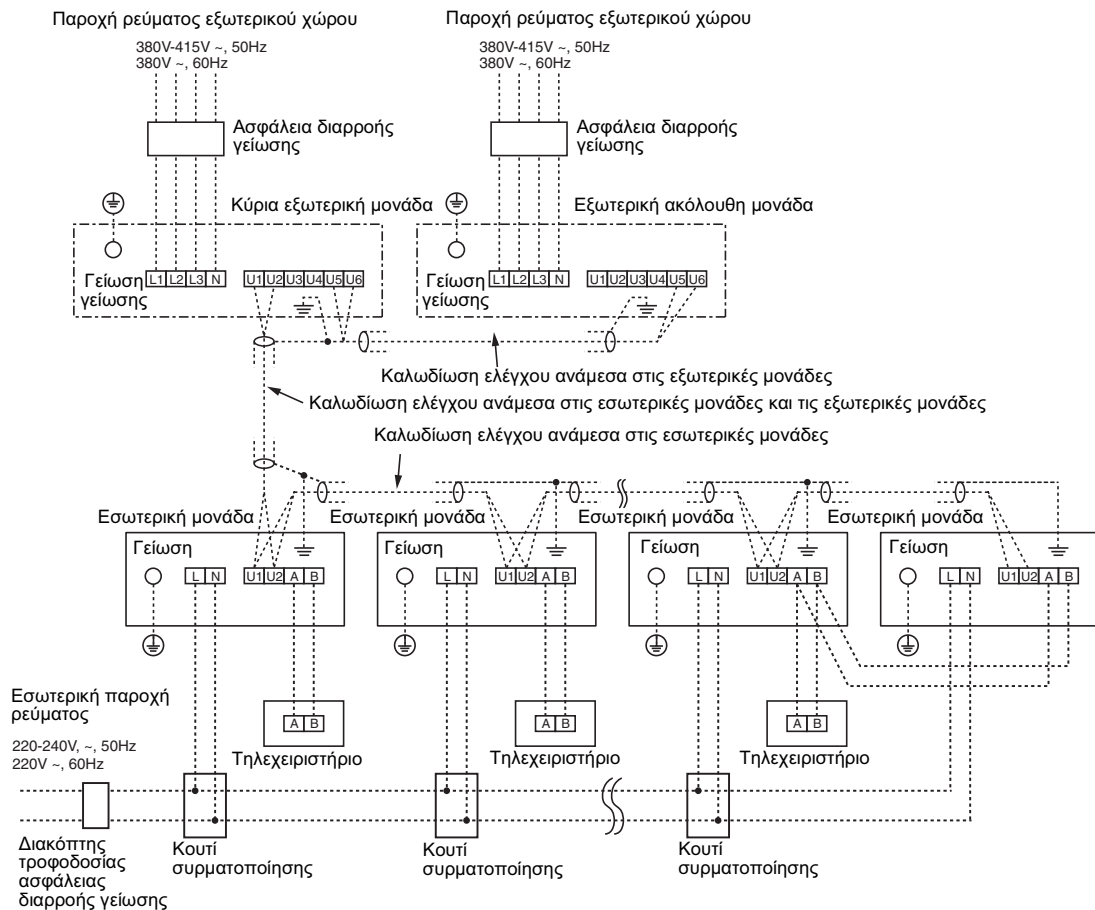 Παροχή ρεύματος εξωτερικού χώρου
Παροχή ρεύματος εξωτερικού χώρου
380V-415V ~, 50Hz
380V ~, 60Hz
380V-415V ~, 50Hz
380V ~, 60Hz
Ασφάλεια διαρροής
γείωσης
Ασφάλεια διαρροής
γείωσης
Κύρια εξωτερική μονάδα
Εξωτερική ακόλουθη μονάδα
Γείωση
γείωσης
L1 L2 L3 N
U1 U2 U3 U4 U5 U6
Γείωση
γείωσης
L1 L2 L3 N
U1 U2 U3 U4 U5 U6
Καλωδίωση ελέγχου ανάμεσα στις εξωτερικές μονάδες
Καλωδίωση ελέγχου ανάμεσα στις εσωτερικές μονάδες και τις εξωτερικές μονάδες
Καλωδίωση ελέγχου ανάμεσα στις εσωτερικές μονάδες
Εσωτερική μονάδα
Εσωτερική μονάδα
Εσωτερική μονάδα
Εσωτερική μονάδα
Γείωση
Γείωση
Γείωση
Γείωση
L N
U1 U2 A B
L N
U1 U2 A B
L N
U1 U2 A B
L N
U1 U2 A B
Εσωτερική παροχή
ρεύματος
220-240V, ~, 50Hz
220V ~, 60Hz
A B
A B
A B
Τηλεχειριστήριο
Τηλεχειριστήριο
Τηλεχειριστήριο
Διακόπτης
τροφοδοσίας
ασφάλειας
διαρροής γείωσης
Κουτί
συρματοποίησης
Κουτί
συρματοποίησης
Κουτί
συρματοποίησης